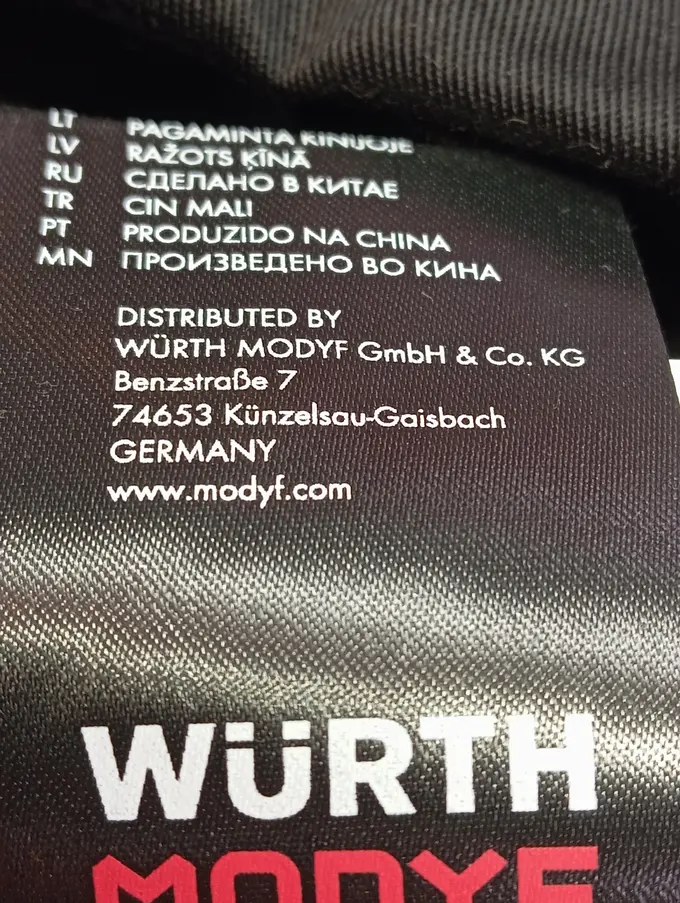 LT PAGAMINTA KINIJOJE
LV RAŽOTS ĶĪNĀ
RU СДЕЛАНО В КИТАЕ
TR CIN MALI
PT PRODUZIDO NA CHINA
MN ПРОИЗВЕДЕНО ВО КИНА
DISTRIBUTED BY
WÜRTH MODYF GmbH & Co. KG
Benzstraße 7
74653 Künzelsau-Gaisbach
GERMANY
www.modyf.com
WÜRTH
MODYF